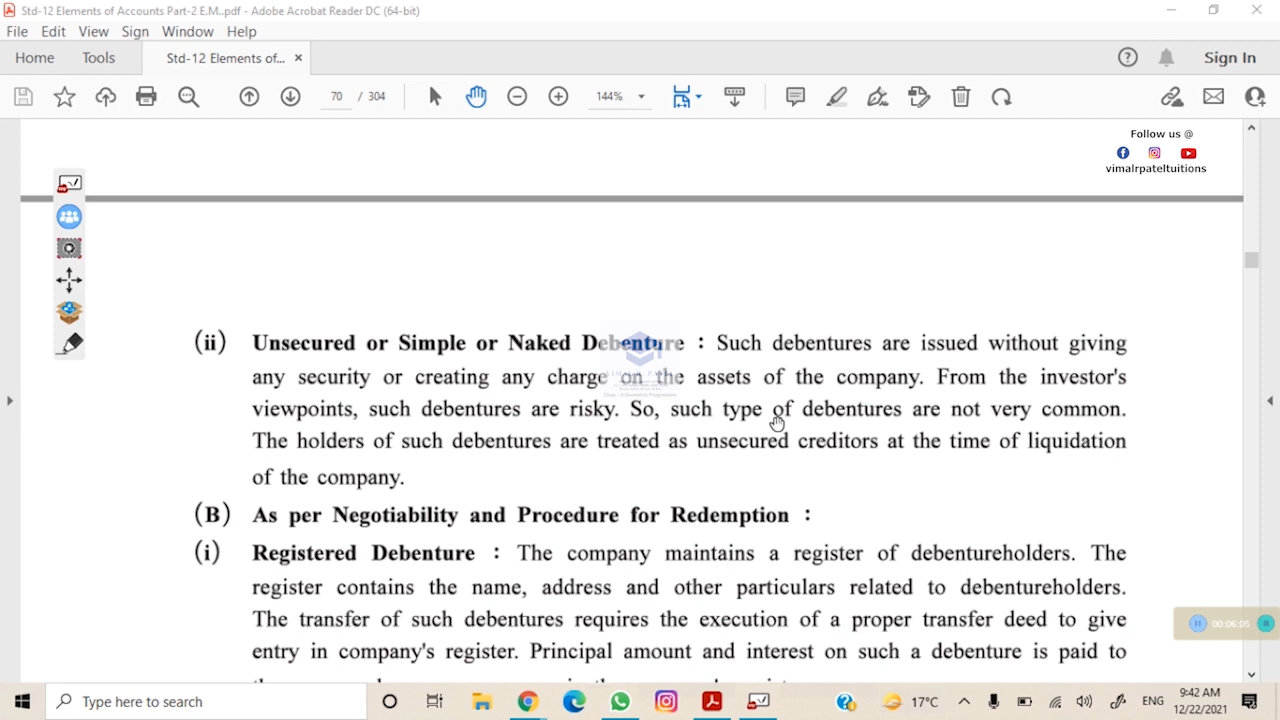 Std-12 Elements of Accounts Part-2 E.M..pdf - Adobe Acrobat Reader DC (64-bit)
File Edit View Sign Window Help
Home Tools Std-12 Elements of... × Sign In
70 / 304 144%
Follow us @
vimalrpateltuitions
(ii) Unsecured or Simple or Naked Debenture : Such debentures are issued without giving
any security or creating any charge on the assets of the company. From the investor's
viewpoints, such debentures are risky. So, such type of debentures are not very common.
The holders of such debentures are treated as unsecured creditors at the time of liquidation
of the company.
(B) As per Negotiability and Procedure for Redemption :
(i) Registered Debenture : The company maintains a register of debentureholders. The
register contains the name, address and other particulars related to debentureholders.
The transfer of such debentures requires the execution of a proper transfer deed to give
entry in company's register. Principal amount and interest on such a debenture is paid to
00:06:05
Type here to search
17°C
ENG
9:42 AM
12/22/2021